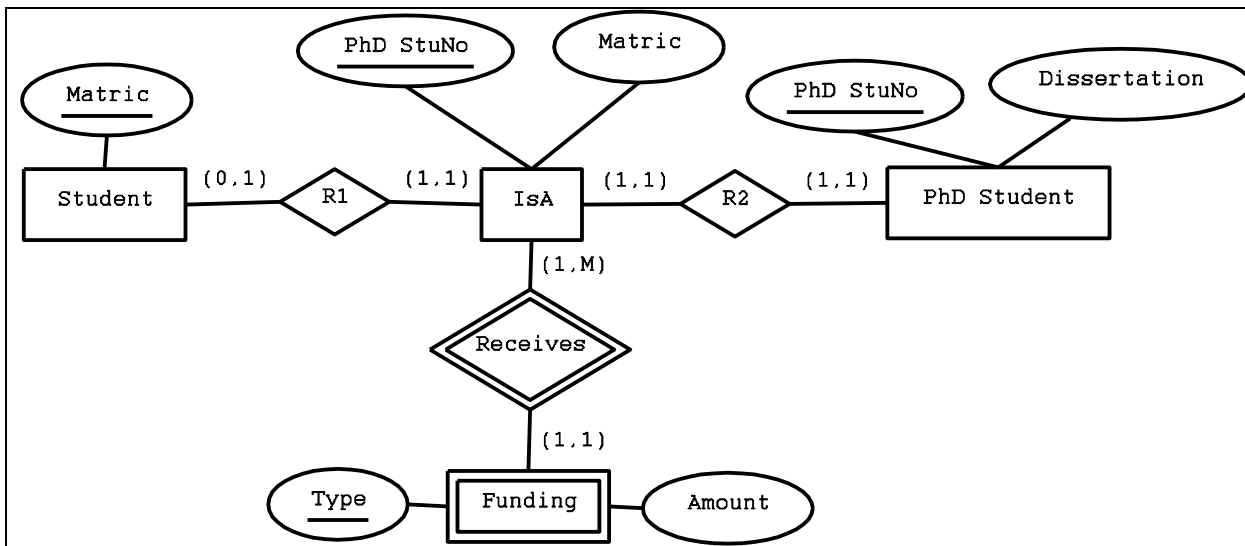 PhD StuNo
Matric
Matric
PhD StuNo
Dissertation
Student
(0,1)
R1
(1,1)
IsA
(1,1)
R2
(1,1)
PhD Student
(1,M)
Receives
(1,1)
Type
Funding
Amount